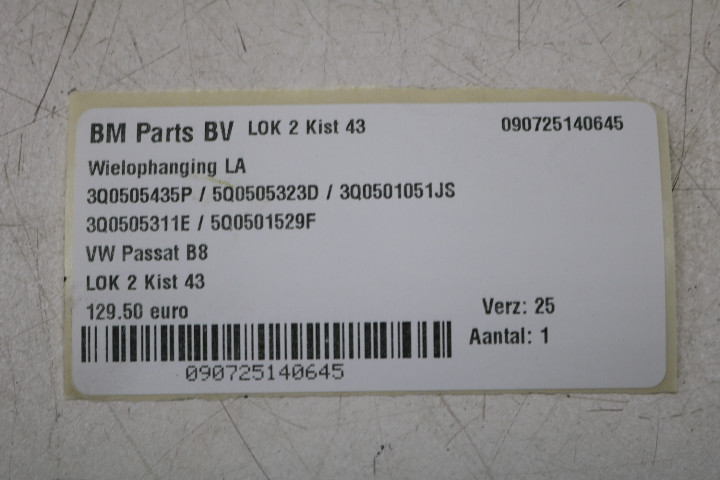 BM Parts BV LOK 2 Kist 43 090725140645
Wielophanging LA
3Q0505435P / 5Q0505323D / 3Q0501051JS
3Q0505311E / 5Q0501529F
VW Passat B8
LOK 2 Kist 43
129.50 euro Verz: 25
Aantal: 1
090725140645